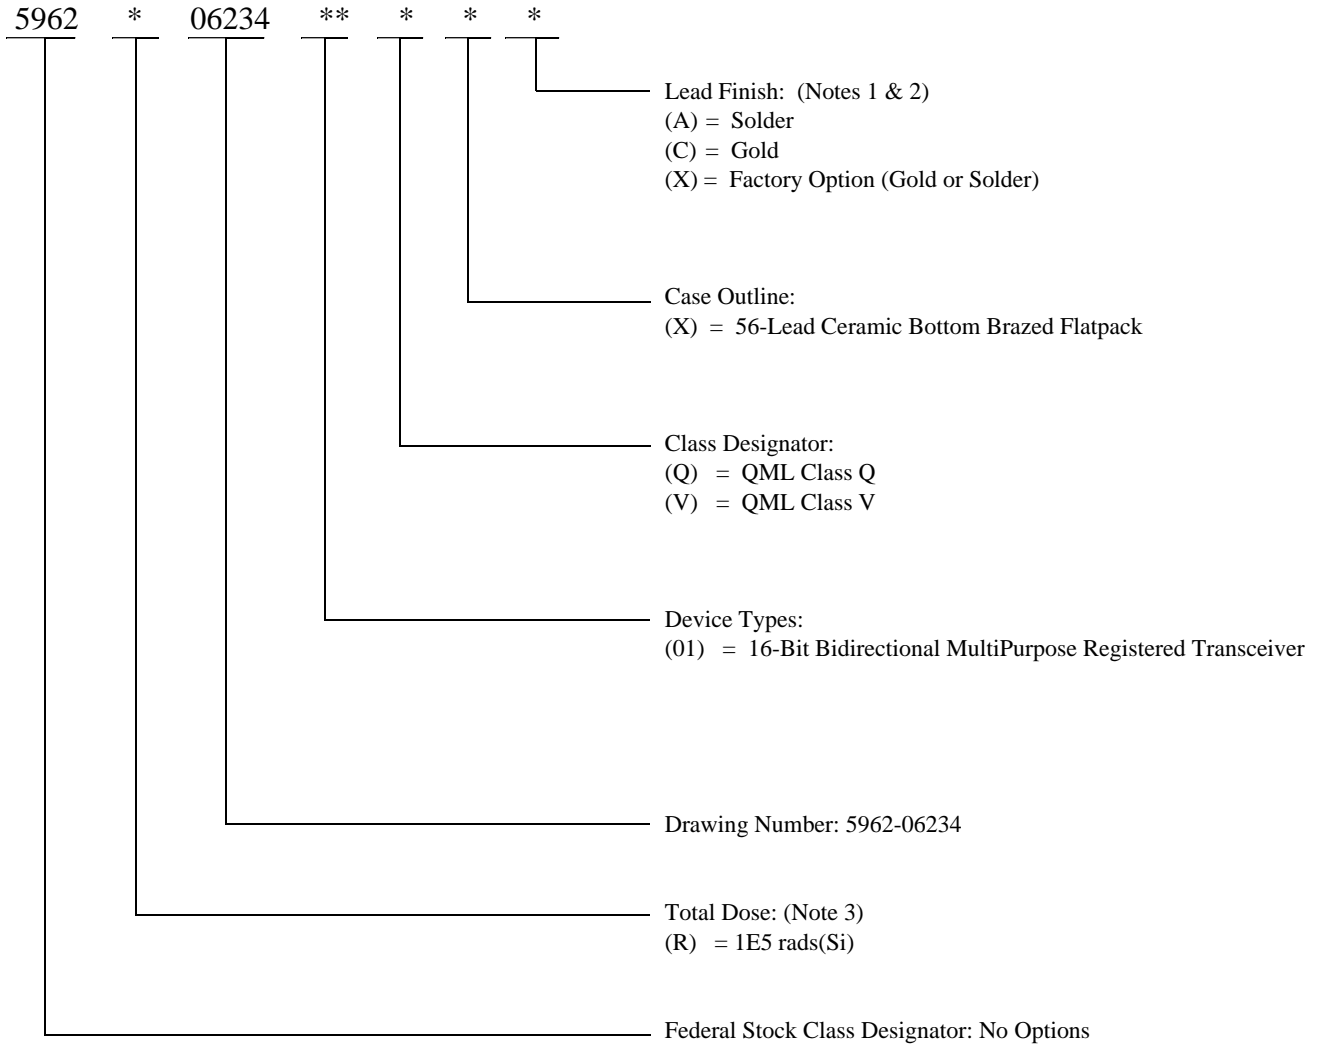 5962 * 06234 ** * * *
Lead Finish: (Notes 1 & 2)
(A) = Solder
(C) = Gold
(X) = Factory Option (Gold or Solder)
Case Outline:
(X) = 56-Lead Ceramic Bottom Brazed Flatpack
Class Designator:
(Q) = QML Class Q
(V) = QML Class V
Device Types:
(01) = 16-Bit Bidirectional MultiPurpose Registered Transceiver
Drawing Number: 5962-06234
Total Dose: (Note 3)
(R) = 1E5 rads(Si)
Federal Stock Class Designator: No Options